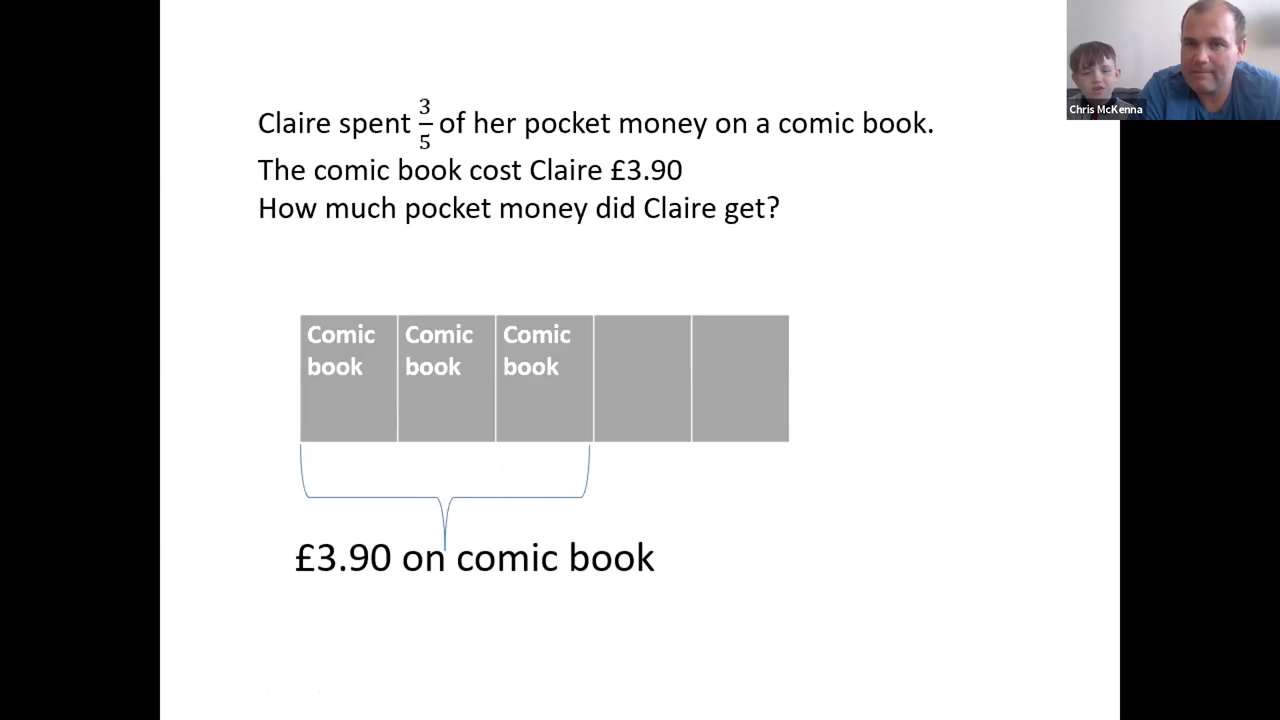 Claire spent 3/5 of her pocket money on a comic book.
The comic book cost Claire £3.90
How much pocket money did Claire get?
Comic book
Comic book
Comic book
£3.90 on comic book
Chris McKenna